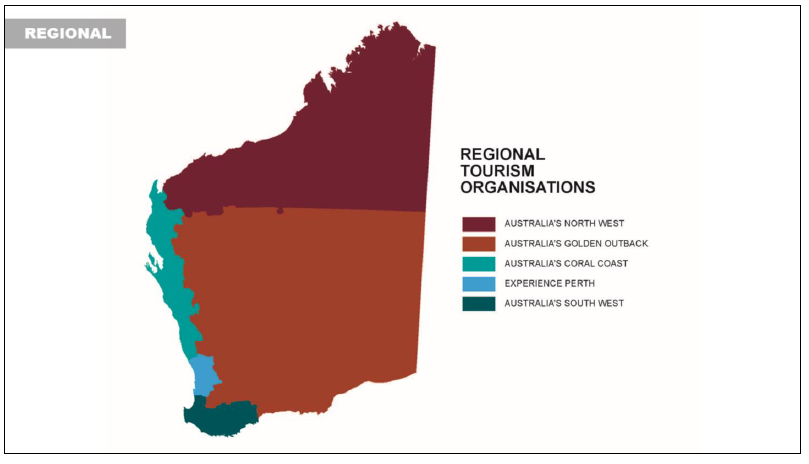 REGIONAL
REGIONAL
TOURISM
ORGANISATIONS
AUSTRALIA'S NORTH WEST
AUSTRALIA'S GOLDEN OUTBACK
AUSTRALIA'S CORAL COAST
EXPERIENCE PERTH
AUSTRALIA'S SOUTH WEST